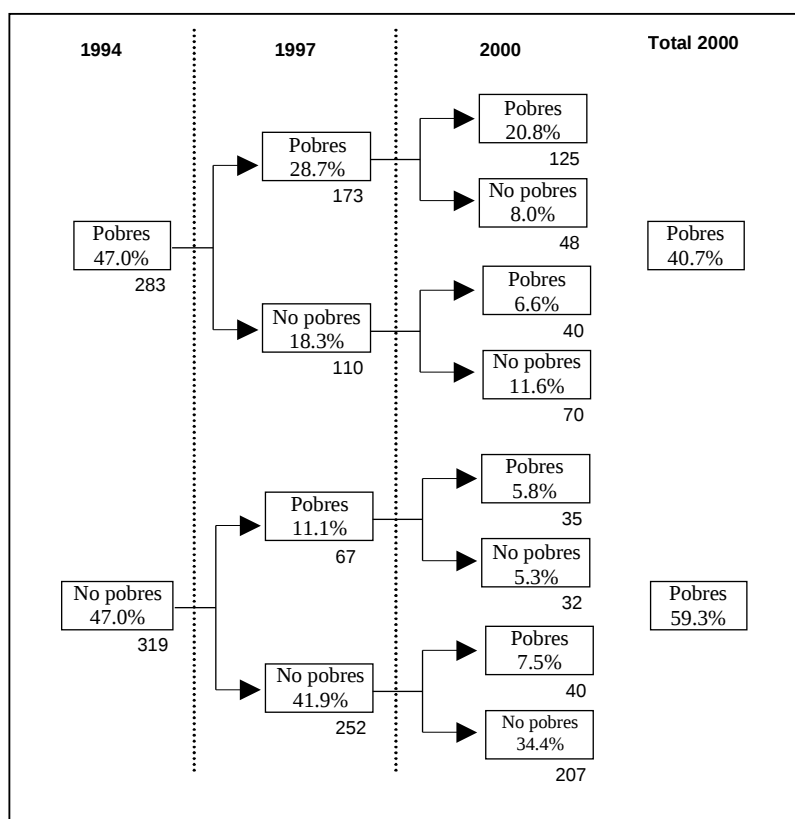 1994
1997
2000
Total 2000
Pobres
20.8%
125
Pobres
28.7%
173
No pobres
8.0%
48
Pobres
47.0%
283
Pobres
40.7%
Pobres
6.6%
40
No pobres
18.3%
110
No pobres
11.6%
70
Pobres
5.8%
35
Pobres
11.1%
67
No pobres
5.3%
32
No pobres
47.0%
319
Pobres
59.3%
Pobres
7.5%
40
No pobres
41.9%
252
No pobres
34.4%
207